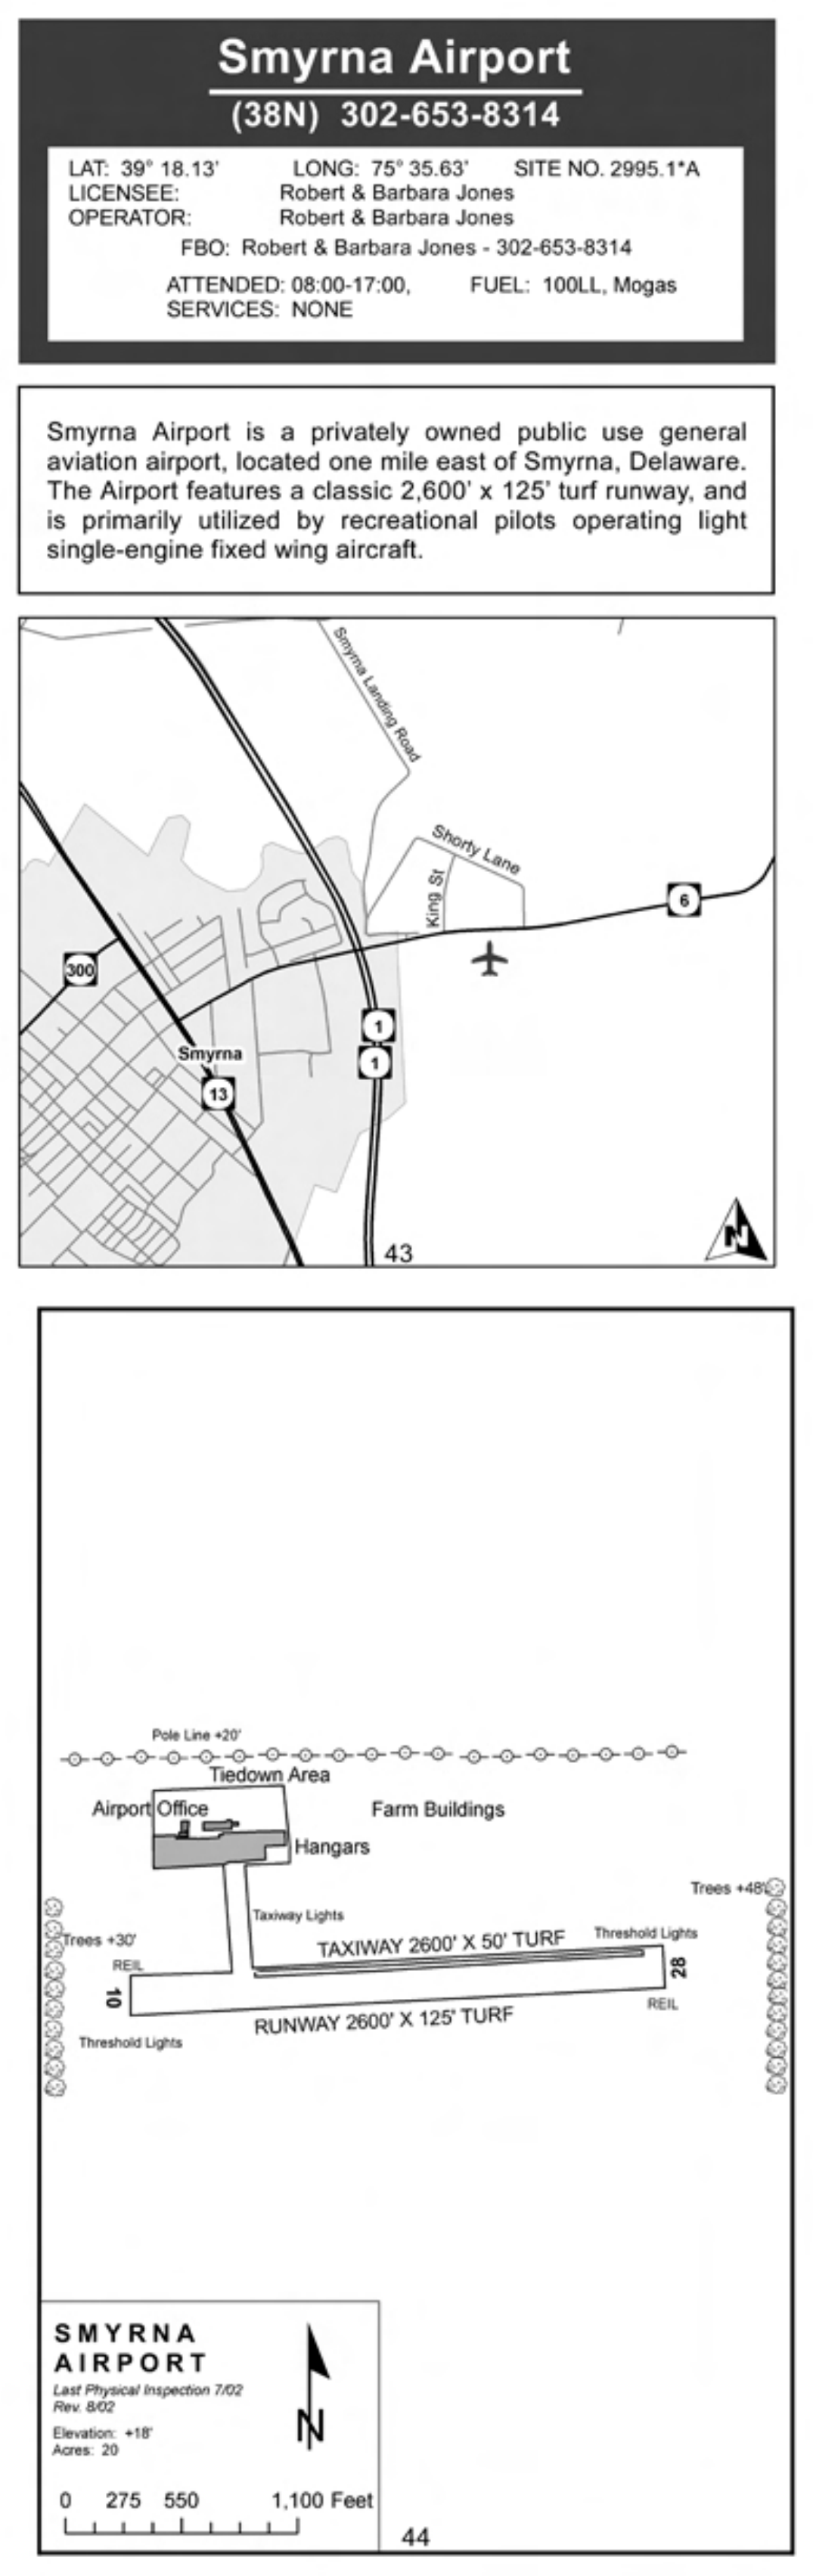 Smyrna Airport
(38N) 302-653-8314
LAT: 39° 18.13' LONG: 75° 35.63' SITE NO. 2995.1*A
LICENSEE: Robert & Barbara Jones
OPERATOR: Robert & Barbara Jones
FBO: Robert & Barbara Jones - 302-653-8314
ATTENDED: 08:00-17:00, FUEL: 100LL, Mogas
SERVICES: NONE
Smyrna Airport is a privately owned public use general
aviation airport, located one mile east of Smyrna, Delaware.
The Airport features a classic 2,600' x 125' turf runway, and
is primarily utilized by recreational pilots operating light
single-engine fixed wing aircraft.
Smyrna Landing Road
Shorty Lane
King St
6
300
1
Smyrna
1
13
N
43
Pole Line +20'
Tiedown Area
Airport Office
Farm Buildings
Hangars
Trees +48'
Taxiway Lights
Trees +30'
TAXIWAY 2600' X 50' TURF
Threshold Lights
REIL
28
10
REIL
RUNWAY 2600' X 125' TURF
Threshold Lights
SMYRNA
AIRPORT
Last Physical Inspection 7/02
Rev. 8/02
Elevation: +18'
Acres: 20
N
0 275 550 1,100 Feet
44